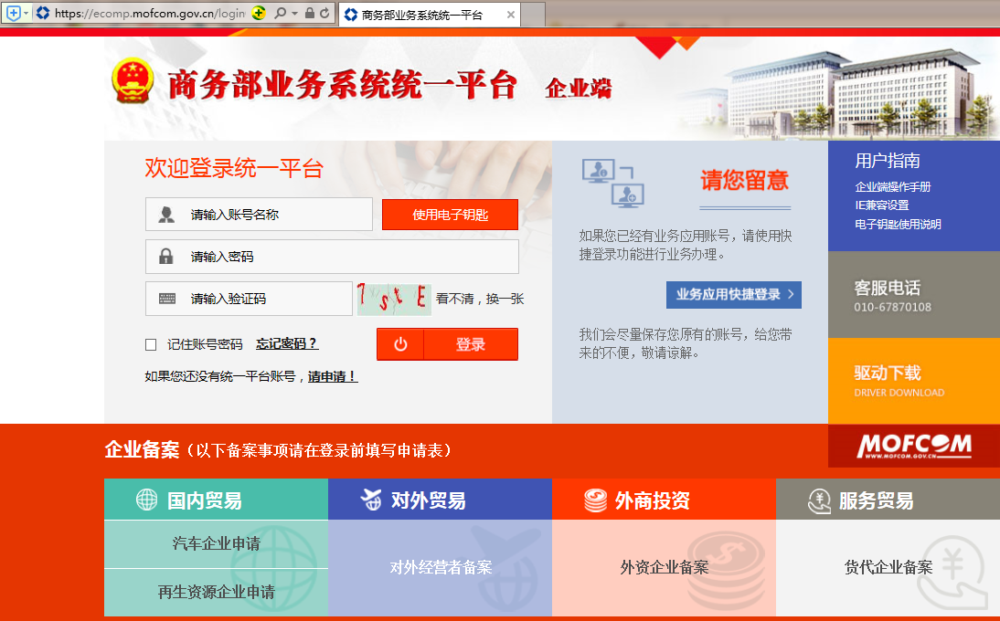 https://ecomp.mofcom.gov.cn/login
商务部业务系统统一平台
商务部业务系统统一平台 企业端
欢迎登录统一平台
请输入账号名称
使用电子钥匙
请输入密码
请输入验证码
TSXE
看不清，换一张
记住账号密码 忘记密码？
登录
如果您还没有统一平台账号，请申请！
请您留意
如果您已经有业务应用账号，请使用快
捷登录功能进行业务办理。
业务应用快捷登录
我们会尽量保存您原有的账号，给您带
来的不便，敬请谅解。
用户指南
企业端操作手册
IE兼容设置
电子钥匙使用说明
客服电话
010-67870108
驱动下载
DRIVER DOWNLOAD
MOFCOM
WWW.MOFCOM.GOV.CN
企业备案（以下备案事项请在登录前填写申请表）
国内贸易
汽车企业申请
再生资源企业申请
对外贸易
对外经营者备案
外商投资
外资企业备案
服务贸易
货代企业备案